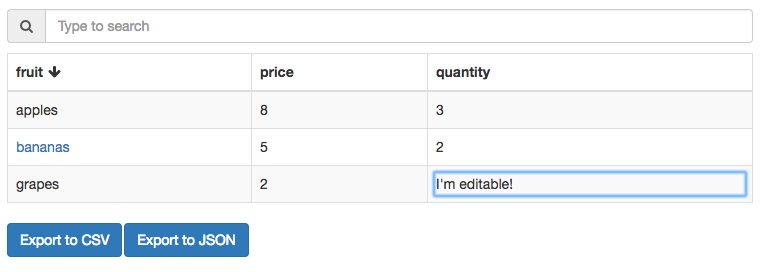 Type to search
fruit price quantity
apples 8 3
bananas 5 2
grapes 2 I'm editable!
Export to CSV Export to JSON